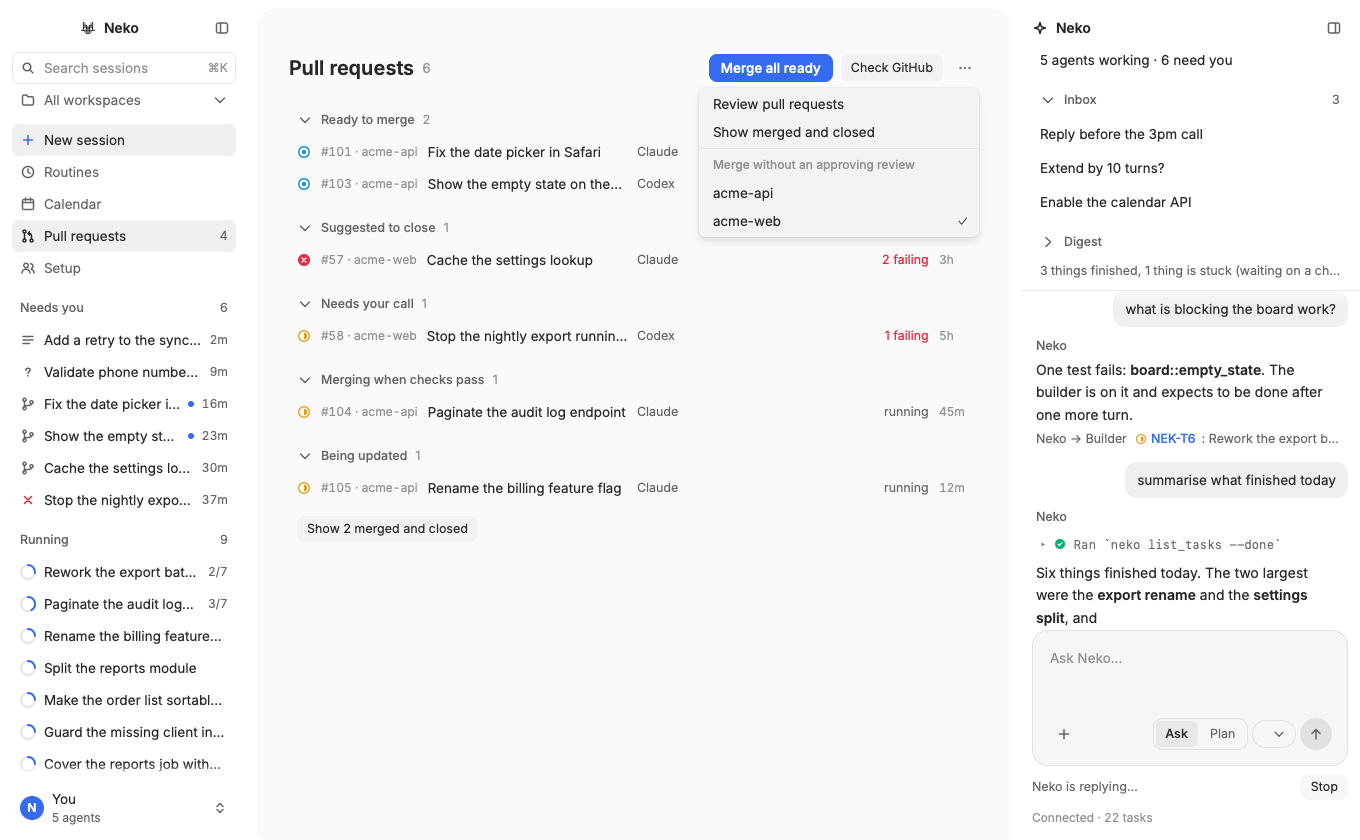 Neko
Search sessions ⌘K
All workspaces
New session
Routines
Calendar
Pull requests 4
Setup
Needs you 6
Add a retry to the sync... 2m
Validate phone numbe... 9m
Fix the date picker i... 16m
Show the empty st... 23m
Cache the settings lo... 30m
Stop the nightly expo... 37m
Running 9
Rework the export bat... 2/7
Paginate the audit log... 3/7
Rename the billing feature...
Split the reports module
Make the order list sortabl...
Guard the missing client in...
Cover the reports job with...
N
You
5 agents
Pull requests 6
Merge all ready
Check GitHub
Review pull requests
Show merged and closed
Merge without an approving review
acme-api
acme-web
Ready to merge 2
#101 · acme-api Fix the date picker in Safari Claude
#103 · acme-api Show the empty state on the... Codex
Suggested to close 1
#57 · acme-web Cache the settings lookup Claude 2 failing 3h
Needs your call 1
#58 · acme-web Stop the nightly export runnin... Codex 1 failing 5h
Merging when checks pass 1
#104 · acme-api Paginate the audit log endpoint Claude running 45m
Being updated 1
#105 · acme-api Rename the billing feature flag Claude running 12m
Show 2 merged and closed
Neko
5 agents working · 6 need you
Inbox 3
Reply before the 3pm call
Extend by 10 turns?
Enable the calendar API
Digest
3 things finished, 1 thing is stuck (waiting on a ch...
what is blocking the board work?
Neko
One test fails: board::empty_state. The
builder is on it and expects to be done after
one more turn.
Neko → Builder NEK-T6 : Rework the export b...
summarise what finished today
Neko
Ran `neko list_tasks --done`
Six things finished today. The two largest
were the export rename and the settings
split, and
Ask Neko...
Ask Plan
Neko is replying... Stop
Connected · 22 tasks